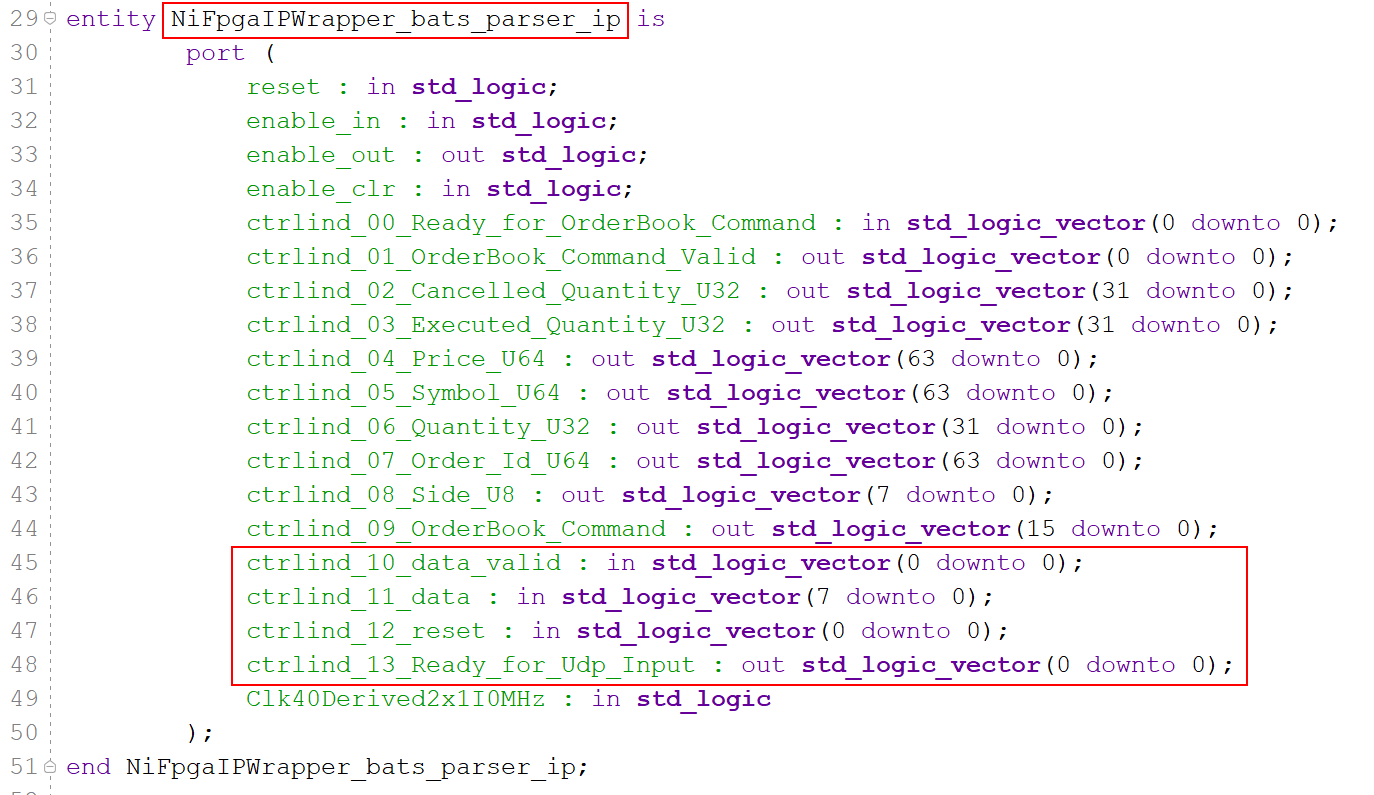 29 entity NiFpgaIPWrapper_bats_parser_ip is
30 port (
31 reset : in std_logic;
32 enable_in : in std_logic;
33 enable_out : out std_logic;
34 enable_clr : in std_logic;
35 ctrlind_00_Ready_for_OrderBook_Command : in std_logic_vector(0 downto 0);
36 ctrlind_01_OrderBook_Command_Valid : out std_logic_vector(0 downto 0);
37 ctrlind_02_Cancelled_Quantity_U32 : out std_logic_vector(31 downto 0);
38 ctrlind_03_Executed_Quantity_U32 : out std_logic_vector(31 downto 0);
39 ctrlind_04_Price_U64 : out std_logic_vector(63 downto 0);
40 ctrlind_05_Symbol_U64 : out std_logic_vector(63 downto 0);
41 ctrlind_06_Quantity_U32 : out std_logic_vector(31 downto 0);
42 ctrlind_07_Order_Id_U64 : out std_logic_vector(63 downto 0);
43 ctrlind_08_Side_U8 : out std_logic_vector(7 downto 0);
44 ctrlind_09_OrderBook_Command : out std_logic_vector(15 downto 0);
45 ctrlind_10_data_valid : in std_logic_vector(0 downto 0);
46 ctrlind_11_data : in std_logic_vector(7 downto 0);
47 ctrlind_12_reset : in std_logic_vector(0 downto 0);
48 ctrlind_13_Ready_for_Udp_Input : out std_logic_vector(0 downto 0);
49 Clk40Derived2x1I0MHz : in std_logic
50 );
51 end NiFpgaIPWrapper_bats_parser_ip;